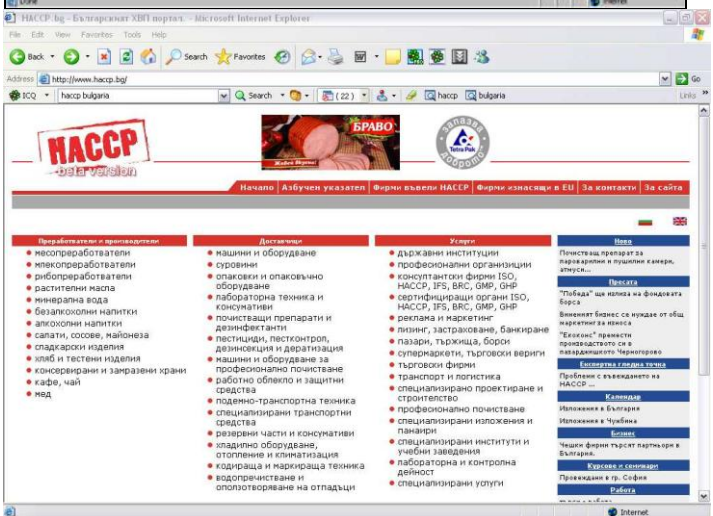 Done
Internet
HACCP.bg - Българският ХВП портал. - Microsoft Internet Explorer
File Edit View Favorites Tools Help
Back Search Favorites
Address http://www.haccp.bg/ Go
ICQ haccp bulgaria Search (22) haccp bulgaria Links
HACCP
beta version
БРАВО
запазва доброто
Tetra Pak
Начало Азбучен указател Фирми въвели HACCP Фирми изнасящи в EU За контакти За сайта
Преработватели и производители
месопреработватели
млекопреработватели
рибопреработватели
растителни масла
минерална вода
безалкохолни напитки
алкохолни напитки
салати, сосове, майонеза
сладкарски изделия
хляб и тестени изделия
консервирани и замразени храни
кафе, чай
мед
Доставчици
машини и оборудване
суровини
опаковки и опаковъчно
оборудване
лабораторна техника и
консумативи
почистващи препарати и
дезинфектанти
пестициди, пестконтрол,
дезинсекция и дератизация
машини и оборудване за
професионално почистване
работно облекло и защитни
средства
подемно-транспортна техника
специализирани транспортни
средства
резервни части и консумативи
хладилно оборудване,
отопление и климатизация
кодираща и маркираща техника
водопречистване и
оползотворяване на отпадъци
Услуги
държавни институции
професионални организации
консултантски фирми ISO,
HACCP, IFS, BRC, GMP, GHP
сертифициращи органи ISO,
HACCP, IFS, BRC, GMP, GHP
реклама и маркетинг
лизинг, застраховане, банкиране
пазари, тържища, борси
супермаркети, търговски вериги
търговски фирми
транспорт и логистика
специализирано проектиране и
строителство
професионално почистване
специализирани изложения и
панаири
специализирани институти и
учебни заведения
лабораторна и контролна
дейност
специализирани услуги
Ново
Почистващ препарат за
пароварилни и пушилни камери,
Пресата
"Победа" ще излиза на фондовата
борса
Винeният бизнес се нуждае от общ
маркетинг за износа
"Екоконс" премести
производството си в
пазарджишкото Черногорово
Експертна гледна точка
Проблеми с въвеждането на
HACCP ...
Календар
Изложения в България
Изложения в Чужбина
Бизнес
Чешки фирми търсят партньори в
България.
Курсове и семинари
Провеждани в гр. София
Работа
Internet